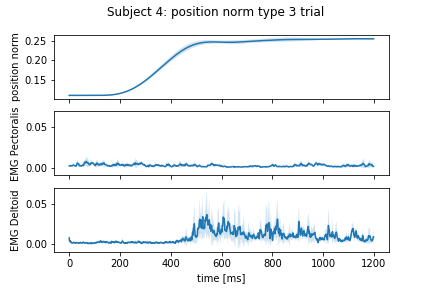 Subject 4: position norm type 3 trial
position norm
0.25
0.20
0.15
EMG Pectoralis
0.05
0.00
EMG Deltoid
0.05
0.00
0 200 400 600 800 1000 1200
time [ms]